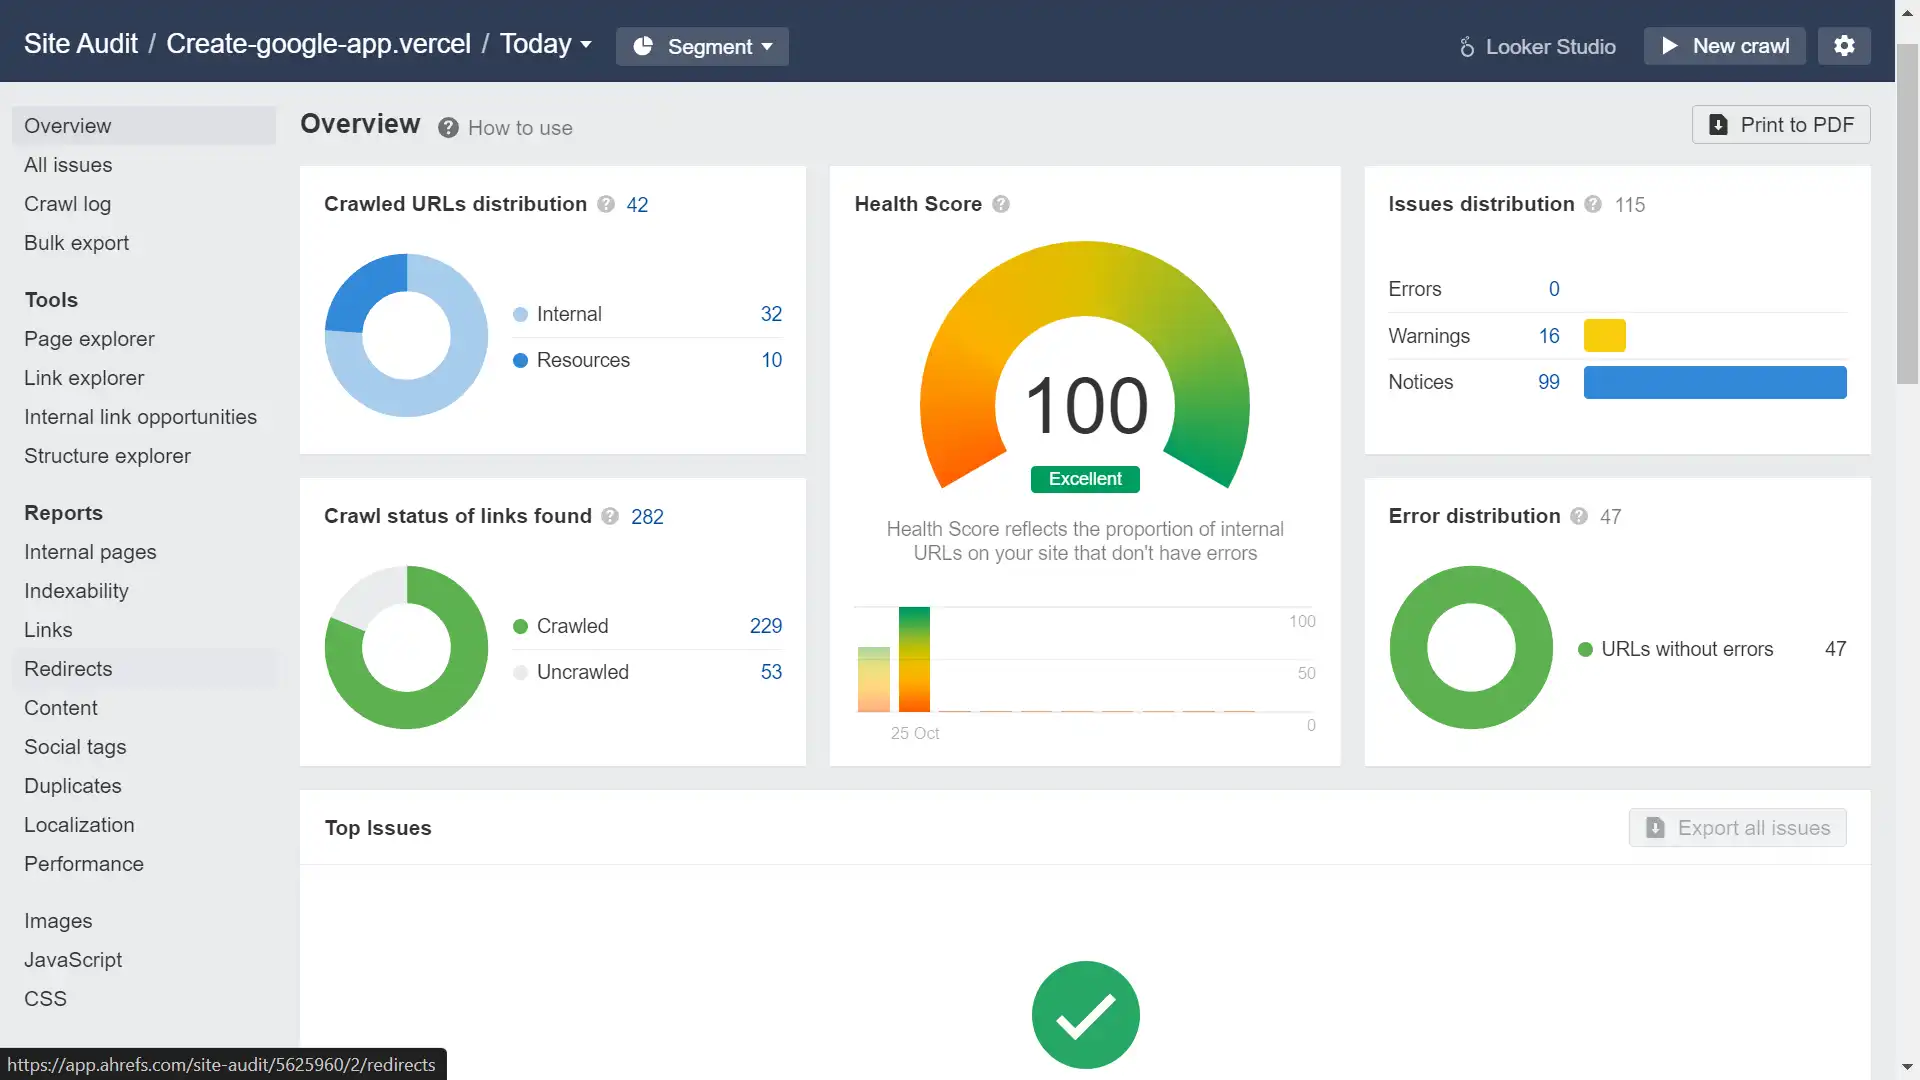 Site Audit / Create-google-app.vercel / Today
Segment
Looker Studio
New crawl
Overview
All issues
Crawl log
Bulk export
Tools
Page explorer
Link explorer
Internal link opportunities
Structure explorer
Reports
Internal pages
Indexability
Links
Redirects
Content
Social tags
Duplicates
Localization
Performance
Images
JavaScript
CSS
Overview ? How to use
Print to PDF
Crawled URLs distribution ? 42
Internal 32
Resources 10
Crawl status of links found ? 282
Crawled 229
Uncrawled 53
Health Score ?
100
Excellent
Health Score reflects the proportion of internal
URLs on your site that don't have errors
100
50
0
25 Oct
Issues distribution ? 115
Errors 0
Warnings 16
Notices 99
Error distribution ? 47
URLs without errors 47
Top Issues
Export all issues
https://app.ahrefs.com/site-audit/5625960/2/redirects